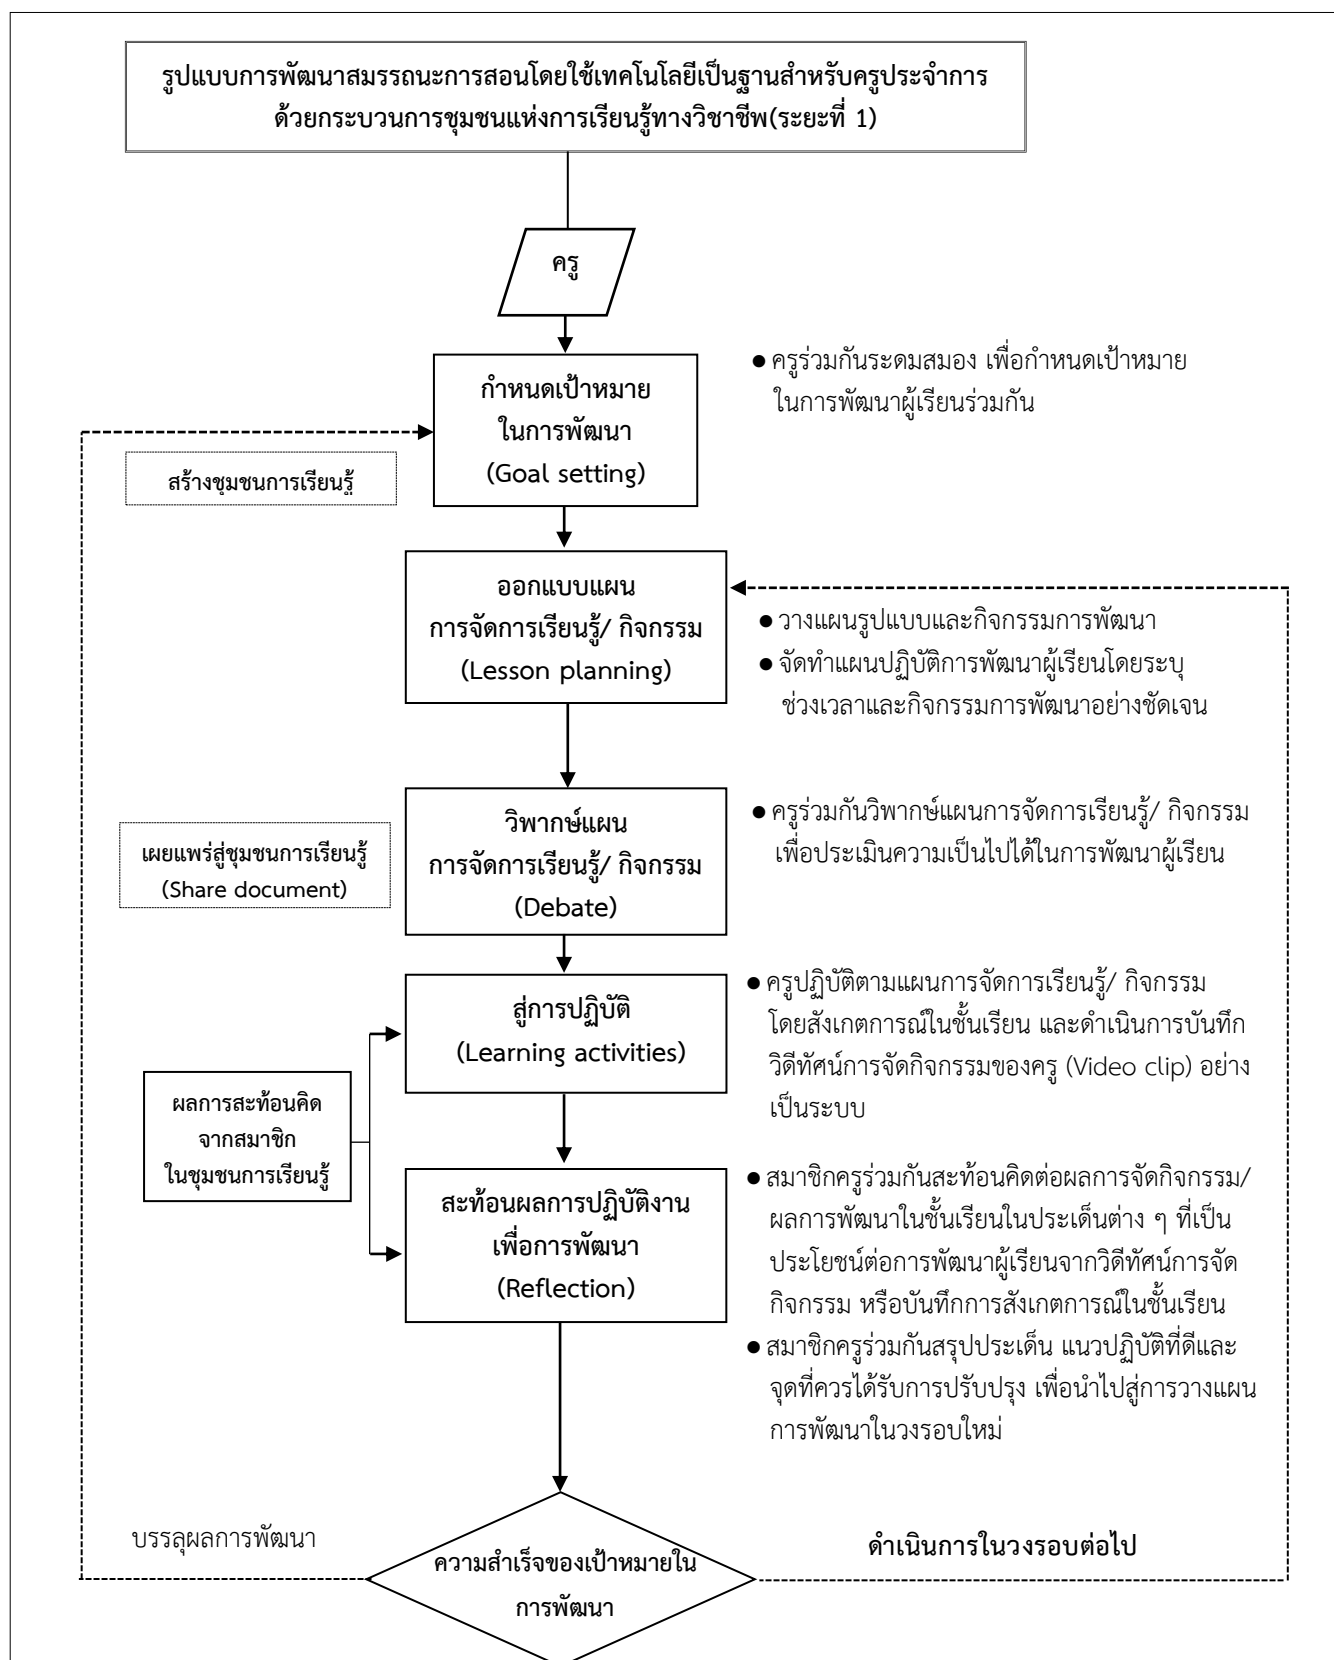 รูปแบบการพัฒนาสมรรถนะการสอนโดยใช้เทคโนโลยีเป็นฐานสำหรับครูประจำการ
ด้วยกระบวนการชุมชนแห่งการเรียนรู้ทางวิชาชีพ(ระยะที่ 1)
ครู
กำหนดเป้าหมาย
ในการพัฒนา
(Goal setting)
● ครูร่วมกันระดมสมอง เพื่อกำหนดเป้าหมาย
ในการพัฒนาผู้เรียนร่วมกัน
สร้างชุมชนการเรียนรู้
ออกแบบแผน
การจัดการเรียนรู้/ กิจกรรม
(Lesson planning)
● วางแผนรูปแบบและกิจกรรมการพัฒนา
● จัดทำแผนปฏิบัติการพัฒนาผู้เรียนโดยระบุ
ช่วงเวลาและกิจกรรมการพัฒนาอย่างชัดเจน
เผยแพร่สู่ชุมชนการเรียนรู้
(Share document)
วิพากษ์แผน
การจัดการเรียนรู้/ กิจกรรม
(Debate)
● ครูร่วมกันวิพากษ์แผนการจัดการเรียนรู้/ กิจกรรม
เพื่อประเมินความเป็นไปได้ในการพัฒนาผู้เรียน
สู่การปฏิบัติ
(Learning activities)
● ครูปฏิบัติตามแผนการจัดการเรียนรู้/ กิจกรรม
โดยสังเกตการณ์ในชั้นเรียน และดำเนินการบันทึก
วิดีทัศน์การจัดกิจกรรมของครู (Video clip) อย่าง
เป็นระบบ
ผลการสะท้อนคิด
จากสมาชิก
ในชุมชนการเรียนรู้
สะท้อนผลการปฏิบัติงาน
เพื่อการพัฒนา
(Reflection)
● สมาชิกครูร่วมกันสะท้อนคิดต่อผลการจัดกิจกรรม/
ผลการพัฒนาในชั้นเรียนในประเด็นต่าง ๆ ที่เป็น
ประโยชน์ต่อการพัฒนาผู้เรียนจากวิดีทัศน์การจัด
กิจกรรม หรือบันทึกการสังเกตการณ์ในชั้นเรียน
● สมาชิกครูร่วมกันสรุปประเด็น แนวปฏิบัติที่ดีและ
จุดที่ควรได้รับการปรับปรุง เพื่อนำไปสู่การวางแผน
การพัฒนาในวงรอบใหม่
บรรลุผลการพัฒนา
ความสำเร็จของเป้าหมายใน
การพัฒนา
ดำเนินการในวงรอบต่อไป